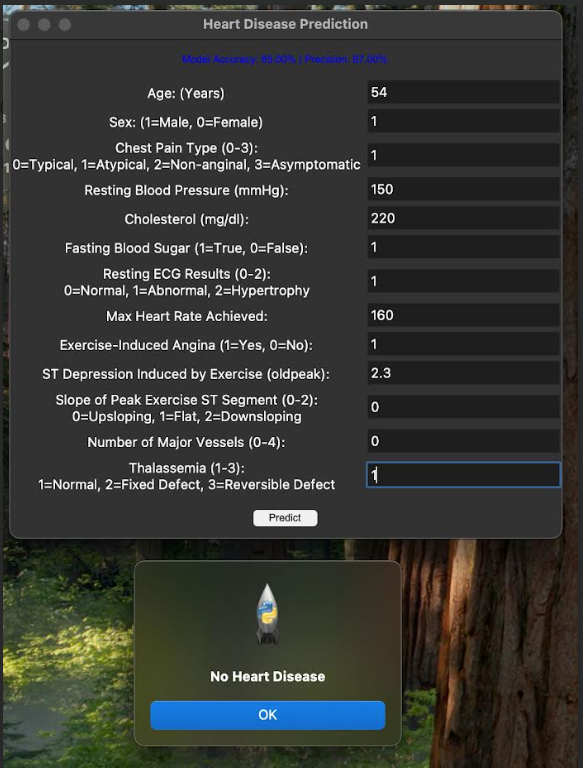 Heart Disease Prediction
Model Accuracy: 85.00% | Precision: 87.00%
Age: (Years)
54
Sex: (1=Male, 0=Female)
1
Chest Pain Type (0-3):
0=Typical, 1=Atypical, 2=Non-anginal, 3=Asymptomatic
1
Resting Blood Pressure (mmHg):
150
Cholesterol (mg/dl):
220
Fasting Blood Sugar (1=True, 0=False):
1
Resting ECG Results (0-2):
0=Normal, 1=Abnormal, 2=Hypertrophy
1
Max Heart Rate Achieved:
160
Exercise-Induced Angina (1=Yes, 0=No):
1
ST Depression Induced by Exercise (oldpeak):
2.3
Slope of Peak Exercise ST Segment (0-2):
0=Upsloping, 1=Flat, 2=Downsloping
0
Number of Major Vessels (0-4):
0
Thalassemia (1-3):
1=Normal, 2=Fixed Defect, 3=Reversible Defect
1
Predict
No Heart Disease
OK